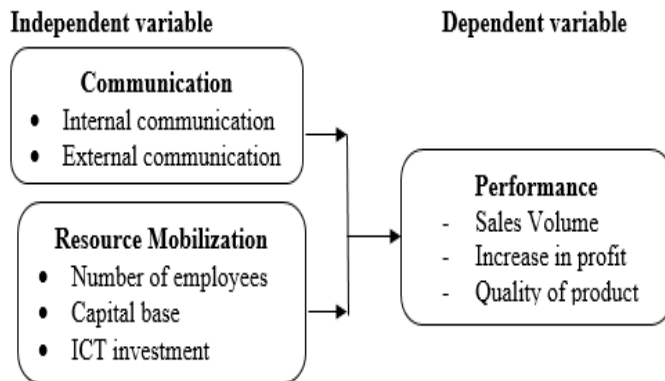 Independent variable
Dependent variable
Communication
• Internal communication
• External communication
Resource Mobilization
• Number of employees
• Capital base
• ICT investment
Performance
- Sales Volume
- Increase in profit
- Quality of product